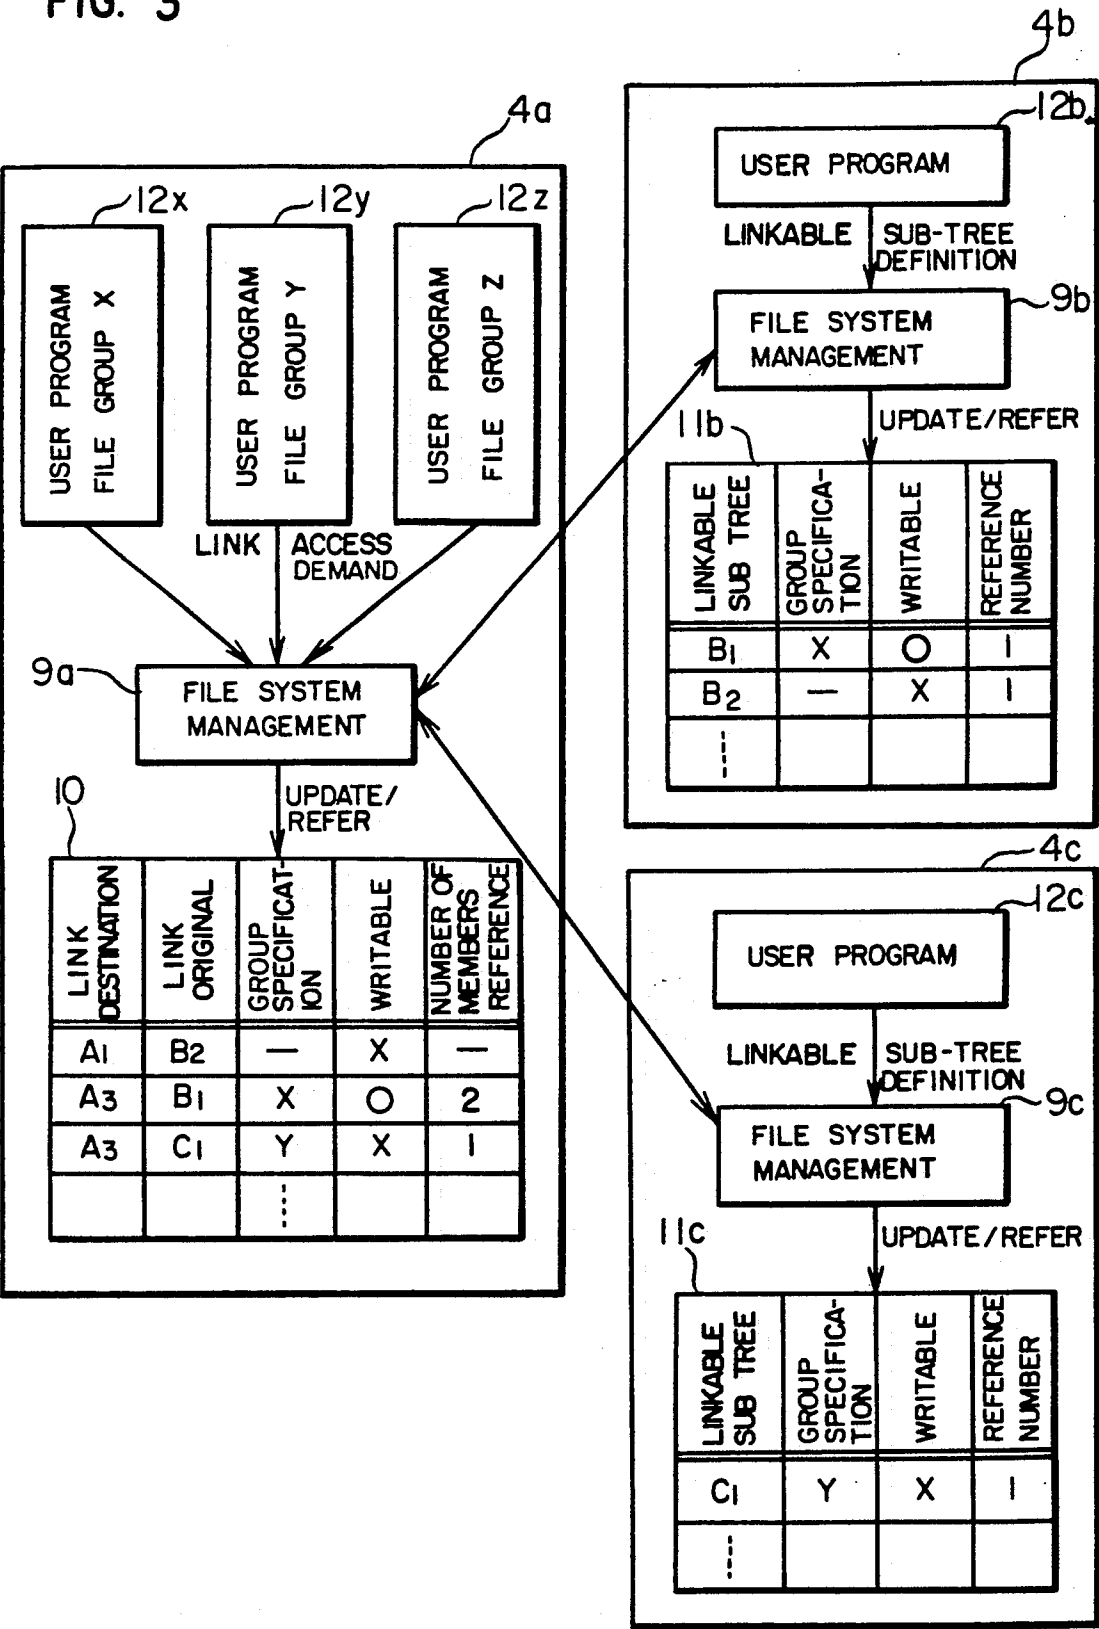 FIG. 3
4a
12x
12y
12z
USER PROGRAM
FILE GROUP X
USER PROGRAM
FILE GROUP Y
USER PROGRAM
FILE GROUP Z
LINK ACCESS
DEMAND
9a
FILE SYSTEM
MANAGEMENT
UPDATE/
REFER
10
LINK
DESTINATION
LINK
ORIGINAL
GROUP
SPECIFICAT-
ION
WRITABLE
NUMBER OF
MEMBERS
REFERENCE
A1 B2 — X —
A3 B1 X O 2
A3 C1 Y X 1
4b
12b
USER PROGRAM
LINKABLE SUB-TREE
DEFINITION
9b
FILE SYSTEM
MANAGEMENT
UPDATE/REFER
11b
LINKABLE
SUB TREE
GROUP
SPECIFICA-
TION
WRITABLE
REFERENCE
NUMBER
B1 X O 1
B2 — X 1
4c
12c
USER PROGRAM
LINKABLE SUB-TREE
DEFINITION
9c
FILE SYSTEM
MANAGEMENT
UPDATE/REFER
11c
LINKABLE
SUB TREE
GROUP
SPECIFICA-
TION
WRITABLE
REFERENCE
NUMBER
C1 Y X 1